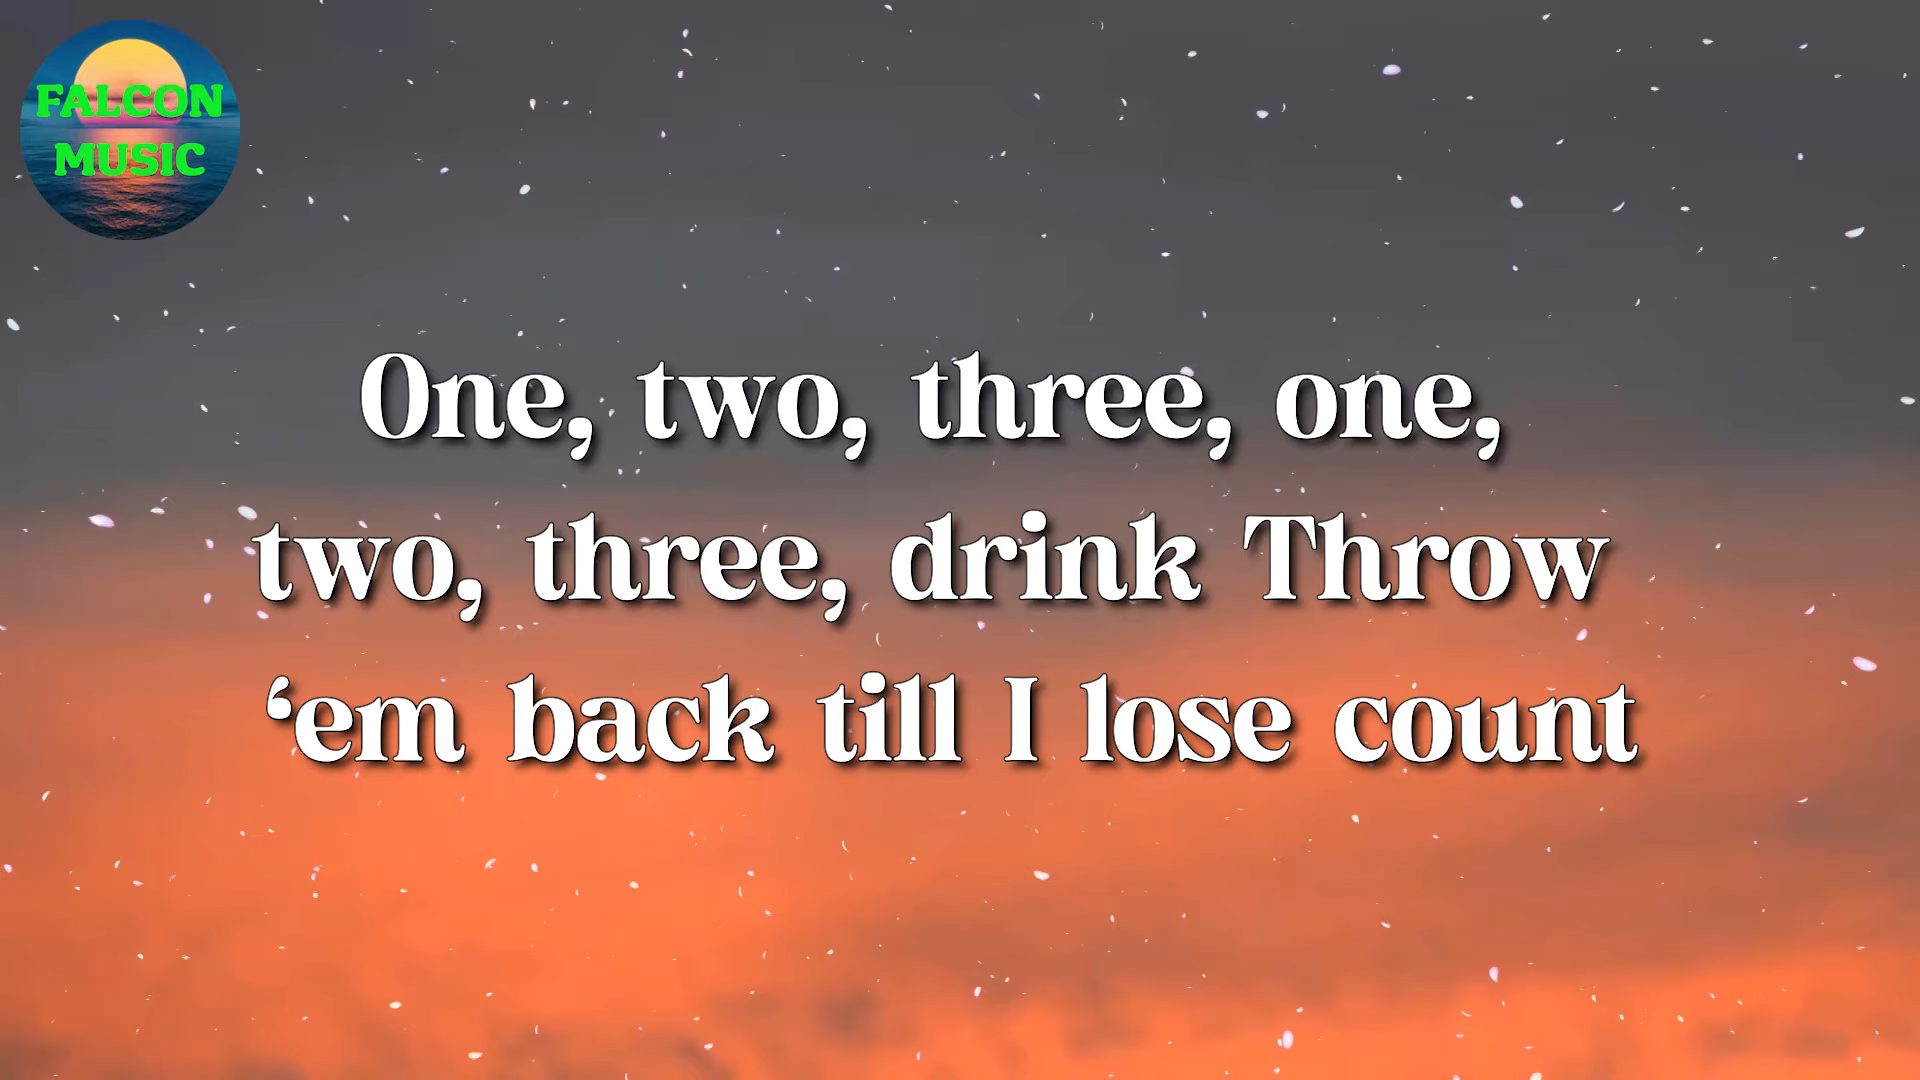 FALCON
MUSIC
One, two, three, one,
two, three, drink Throw
‘em back till I lose count